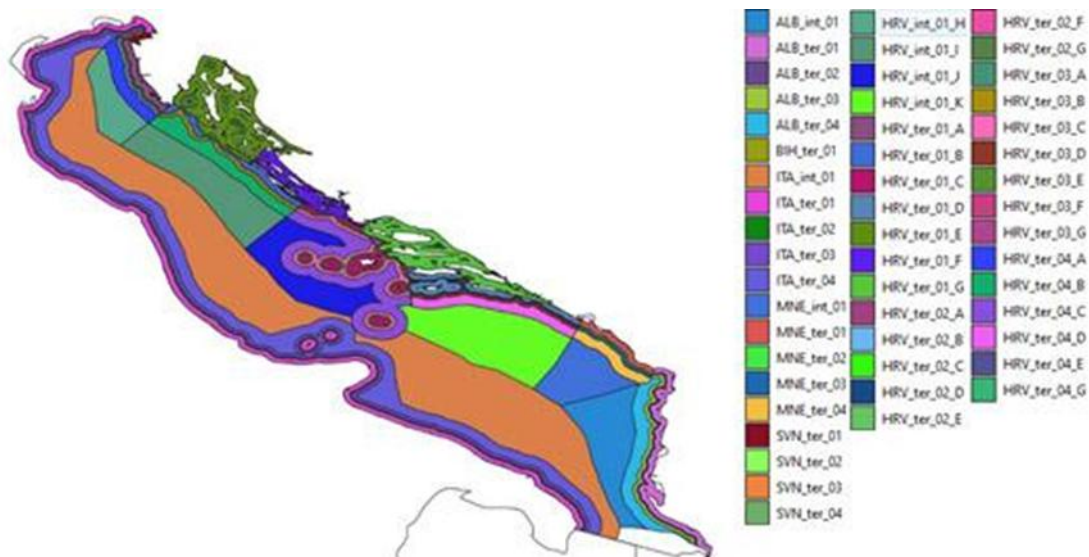 ALB_int_01
ALB_ter_01
ALB_ter_02
ALB_ter_03
ALB_ter_04
BIH_ter_01
ITA_int_01
ITA_ter_01
ITA_ter_02
ITA_ter_03
ITA_ter_04
MNE_int_01
MNE_ter_01
MNE_ter_02
MNE_ter_03
MNE_ter_04
SVN_ter_01
SVN_ter_02
SVN_ter_03
SVN_ter_04
HRV_int_01_H
HRV_int_01_I
HRV_int_01_J
HRV_int_01_K
HRV_ter_01_A
HRV_ter_01_B
HRV_ter_01_C
HRV_ter_01_D
HRV_ter_01_E
HRV_ter_01_F
HRV_ter_01_G
HRV_ter_02_A
HRV_ter_02_B
HRV_ter_02_C
HRV_ter_02_D
HRV_ter_02_E
HRV_ter_02_F
HRV_ter_02_G
HRV_ter_03_A
HRV_ter_03_B
HRV_ter_03_C
HRV_ter_03_D
HRV_ter_03_E
HRV_ter_03_F
HRV_ter_03_G
HRV_ter_04_A
HRV_ter_04_B
HRV_ter_04_C
HRV_ter_04_D
HRV_ter_04_E
HRV_ter_04_G